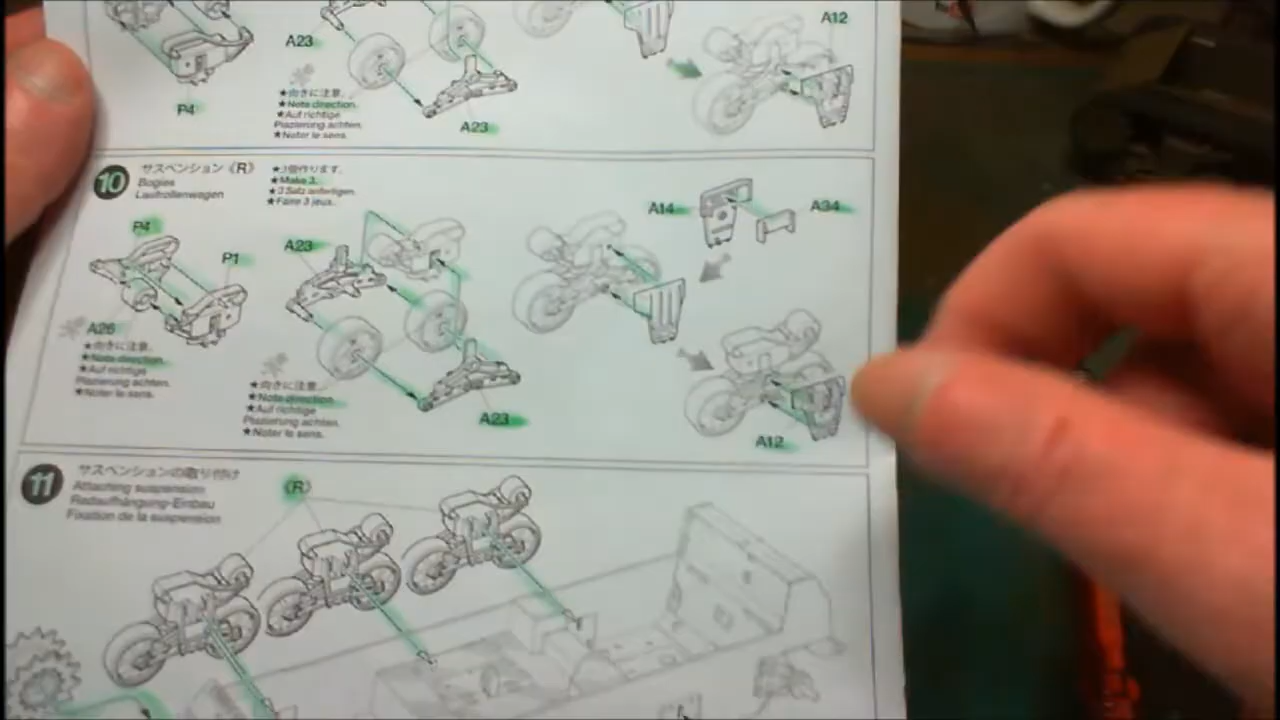 A12
A23
P4
★向きに注意。
★Note direction.
★Auf richtige
Plazierung achten.
★Noter le sens.
A23
10
サスペンション《R》
Bogies
Laufrollenwagen
★3個作ります。
★Make 3.
★3 Satz anfertigen.
★Faire 3 jeux.
P4
P1
A23
A14
A34
A26
★向きに注意。
★Note direction.
★Auf richtige
Plazierung achten.
★Noter le sens.
★向きに注意。
★Note direction.
★Auf richtige
Plazierung achten.
★Noter le sens.
A23
A12
11
サスペンションの取り付け
Attaching suspension
Radaufhängung-Einbau
Fixation de la suspension
《R》